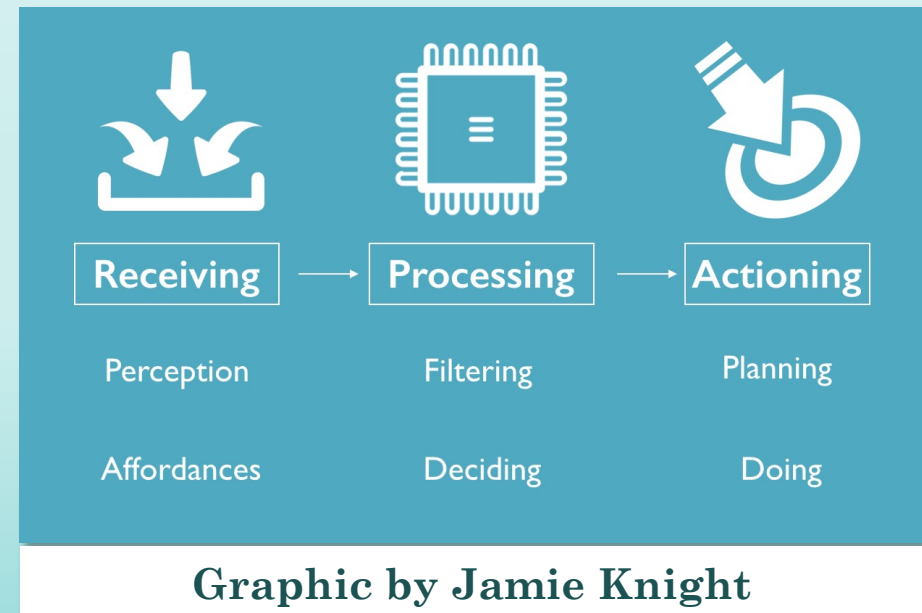 Receiving Processing Actioning
Perception Filtering Planning
Affordances Deciding Doing
Graphic by Jamie Knight